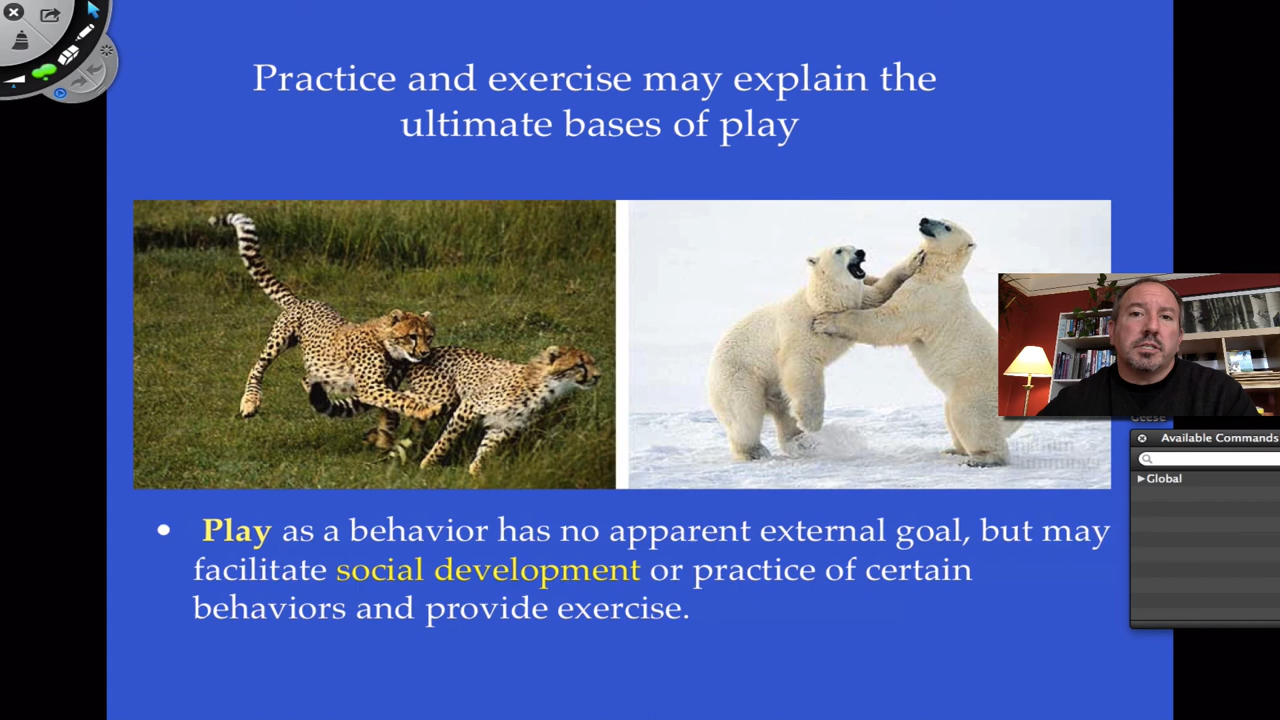 Practice and exercise may explain the
ultimate bases of play
Geese
Available Commands
Global
• Play as a behavior has no apparent external goal, but may
facilitate social development or practice of certain
behaviors and provide exercise.